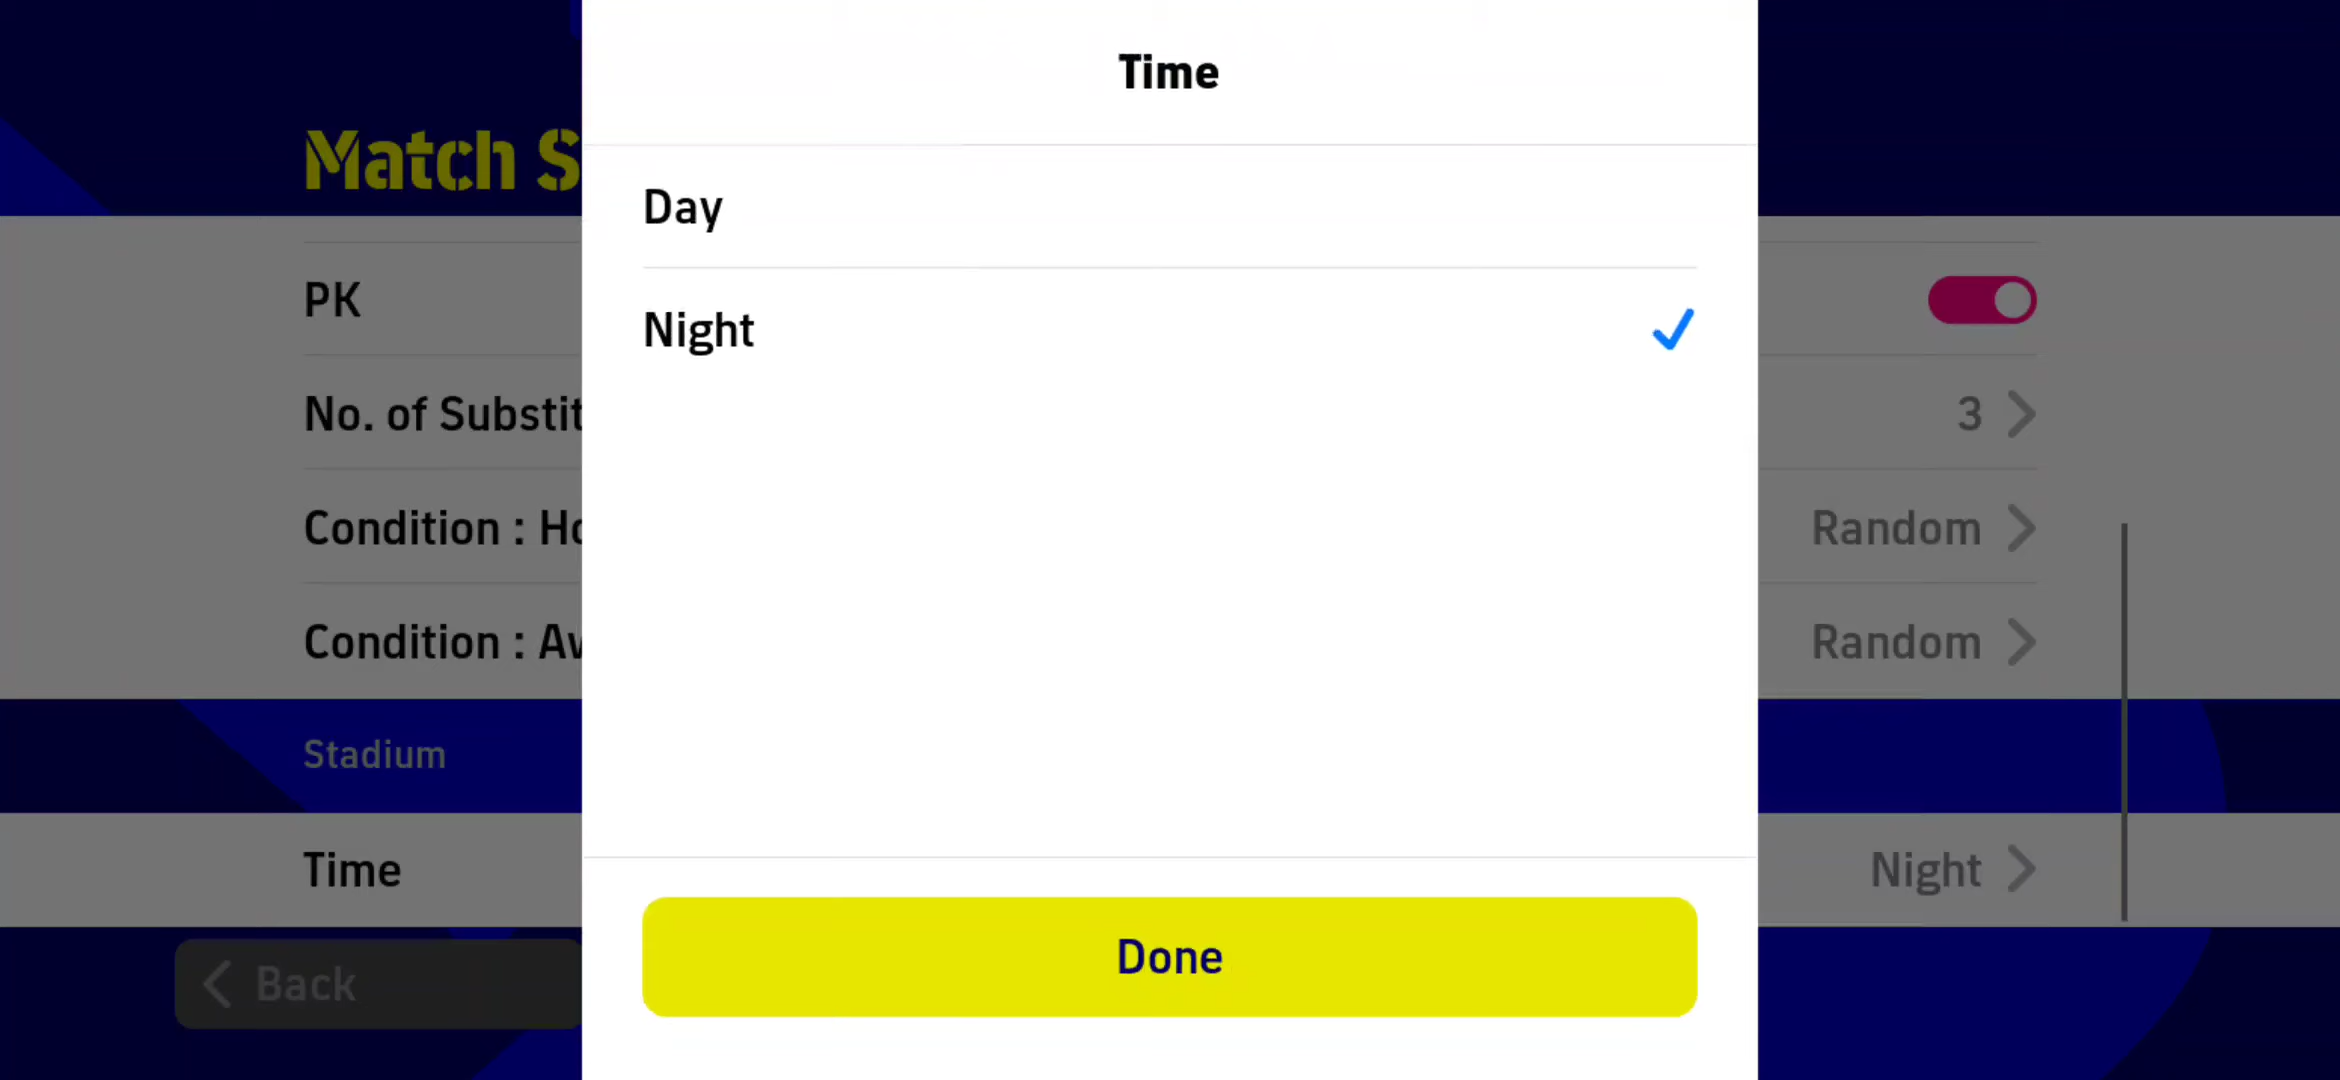 Time
Match S
Day
PK
Night
No. of Substit
3
Condition : Ho
Random
Condition : Aw
Random
Stadium
Time
Night
Done
Back